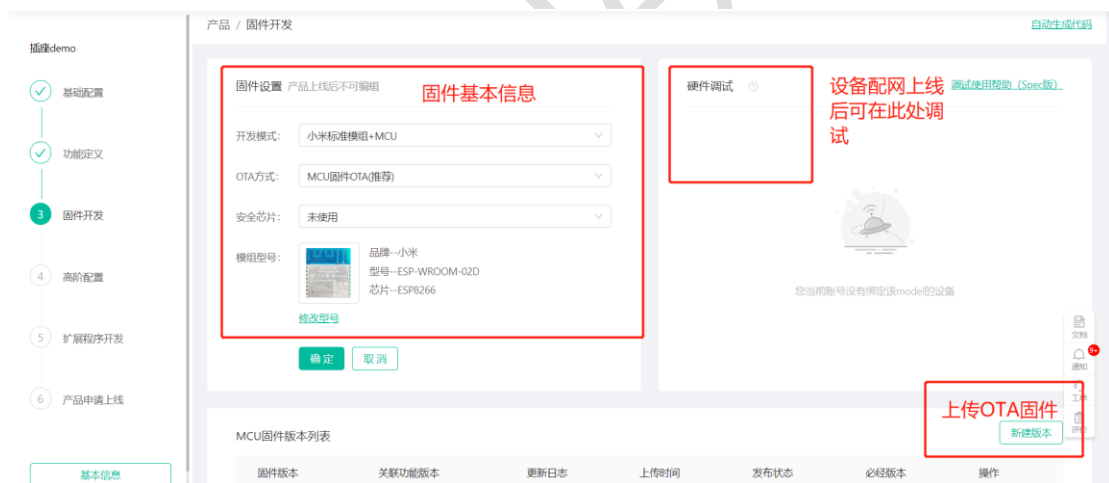 产品 / 固件开发
自动生成代码
插座demo
基础配置
功能定义
3
固件开发
4
高阶配置
5
扩展程序开发
6
产品申请上线
基本信息
固件设置 产品上线后不可编辑
固件基本信息
开发模式:
小米标准模组+MCU
OTA方式:
MCU固件OTA(推荐)
安全芯片:
未使用
模组型号:
品牌--小米
型号--ESP-WROOM-02D
芯片--ESP8266
修改型号
确定
取消
硬件调试
设备配网上线
后可在此处调
试
调试使用帮助（Spec版）
您当前账号没有绑定该model的设备
文档
9+
通知
工单
评价
上传OTA固件
新建版本
MCU固件版本列表
固件版本
关联功能版本
更新日志
上传时间
发布状态
必经版本
操作